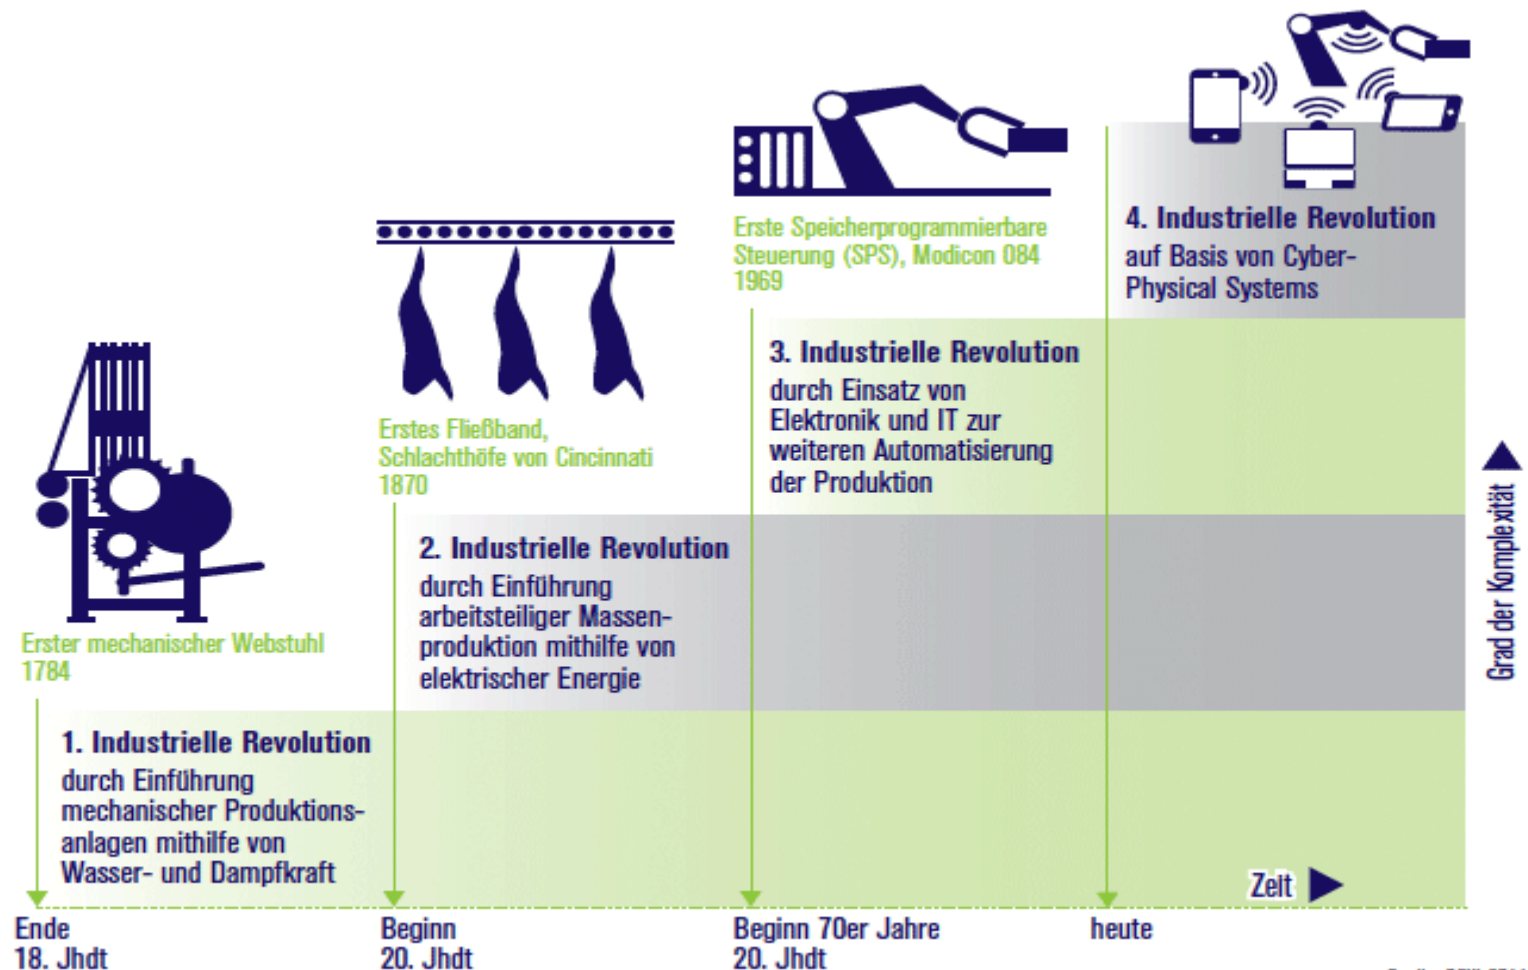 Erster mechanischer Webstuhl
1784
1. Industrielle Revolution
durch Einführung
mechanischer Produktions-
anlagen mithilfe von
Wasser- und Dampfkraft
Ende
18. Jhdt
Erstes Fließband,
Schlachthöfe von Cincinnati
1870
2. Industrielle Revolution
durch Einführung
arbeitsteiliger Massen-
produktion mithilfe von
elektrischer Energie
Beginn
20. Jhdt
Erste Speicherprogrammierbare
Steuerung (SPS), Modicon 084
1969
3. Industrielle Revolution
durch Einsatz von
Elektronik und IT zur
weiteren Automatisierung
der Produktion
Beginn 70er Jahre
20. Jhdt
4. Industrielle Revolution
auf Basis von Cyber-
Physical Systems
heute
Zeit
Grad der Komplexität